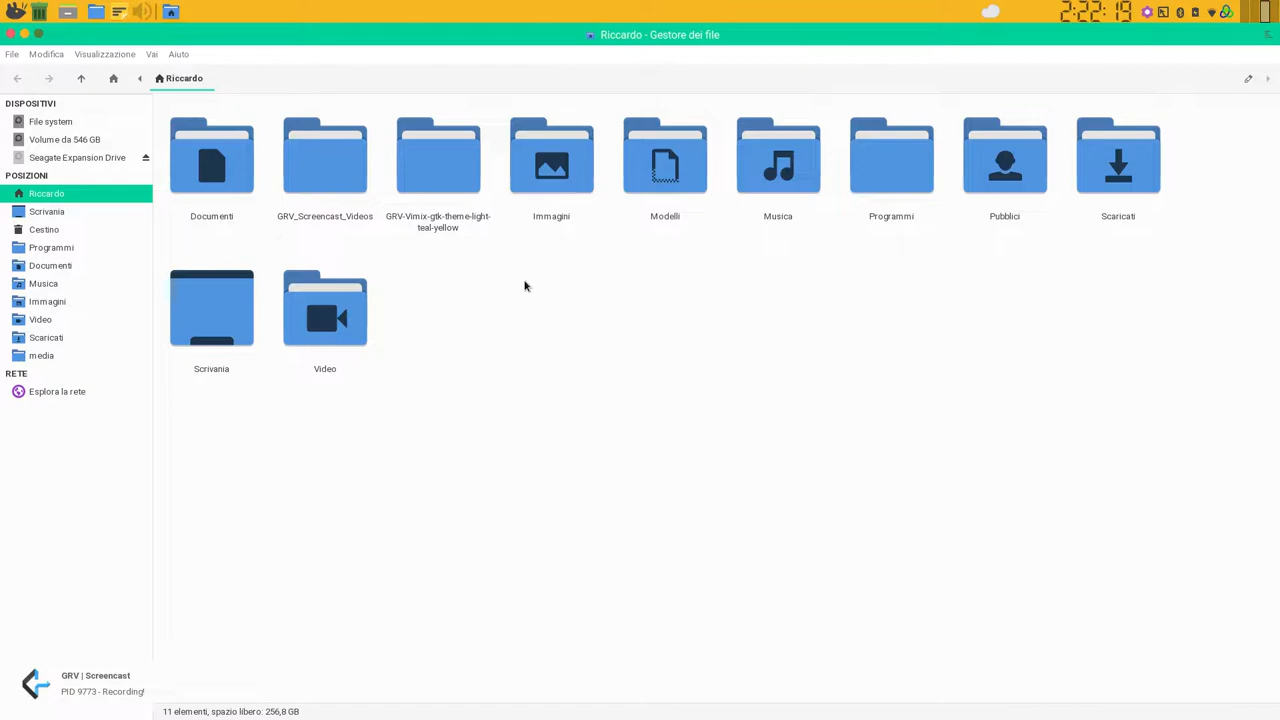 2:22:19
Riccardo - Gestore dei file
File Modifica Visualizzazione Vai Aiuto
Riccardo
DISPOSITIVI
File system
Volume da 546 GB
Seagate Expansion Drive
POSIZIONI
Riccardo
Scrivania
Cestino
Programmi
Documenti
Musica
Immagini
Video
Scaricati
media
RETE
Esplora la rete
Documenti
GRV_Screencast_Videos
GRV-Vimix-gtk-theme-light-
teal-yellow
Immagini
Modelli
Musica
Programmi
Pubblici
Scaricati
Scrivania
Video
GRV | Screencast
PID 9773 - Recording!
11 elementi, spazio libero: 256,8 GB